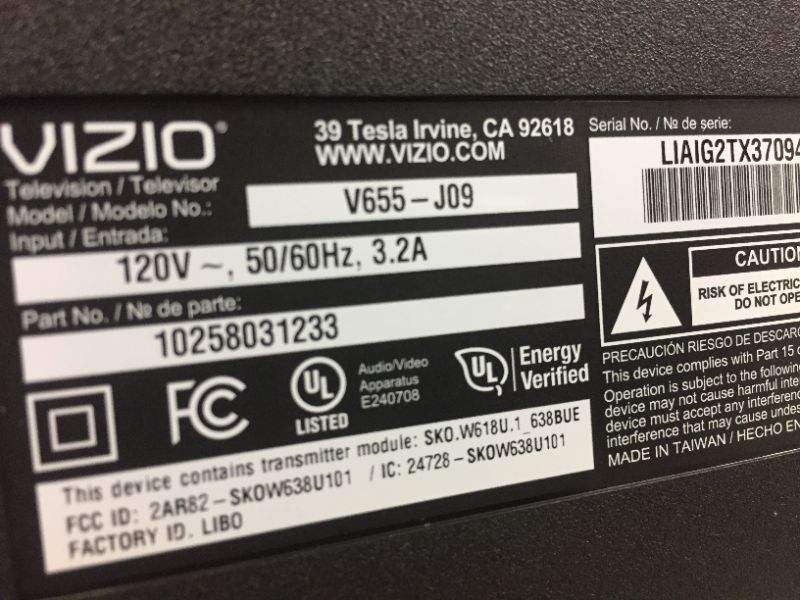 VIZIO
39 Tesla Irvine, CA 92618
WWW.VIZIO.COM
Television / Televisor
Model / Modelo No.:
V655-J09
Input / Entrada:
120V ~, 50/60Hz, 3.2A
Part No. / № de parte:
10258031233
FC
UL
LISTED
Audio/Video
Apparatus
E240708
UL
Energy
Verified
This device contains transmitter module: SKO.W618U.1_638BUE
FCC ID: 2AR82-SKOW638U101 / IC: 24728-SKOW638U101
FACTORY ID. LIBO
Serial No. / № de serie:
LIAIG2TX37094
CAUTION
RISK OF ELECTRIC
DO NOT OPE
PRECAUCIÓN RIESGO DE DESCARG
This device complies with Part 15 o
Operation is subject to the following
device may not cause harmful inte
device must accept any interference
interference that may cause undes
MADE IN TAIWAN / HECHO EN